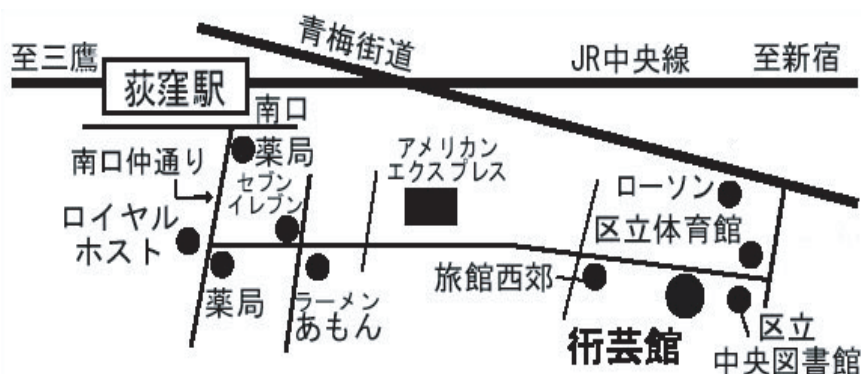 青梅街道
至三鷹
JR中央線
至新宿
荻窪駅
南口
南口仲通り
薬局
セブン
イレブン
アメリカン
エクスプレス
ローソン
区立体育館
ロイヤル
ホスト
薬局
ラーメン
あもん
旅館西郊
衎芸館
区立
中央図書館